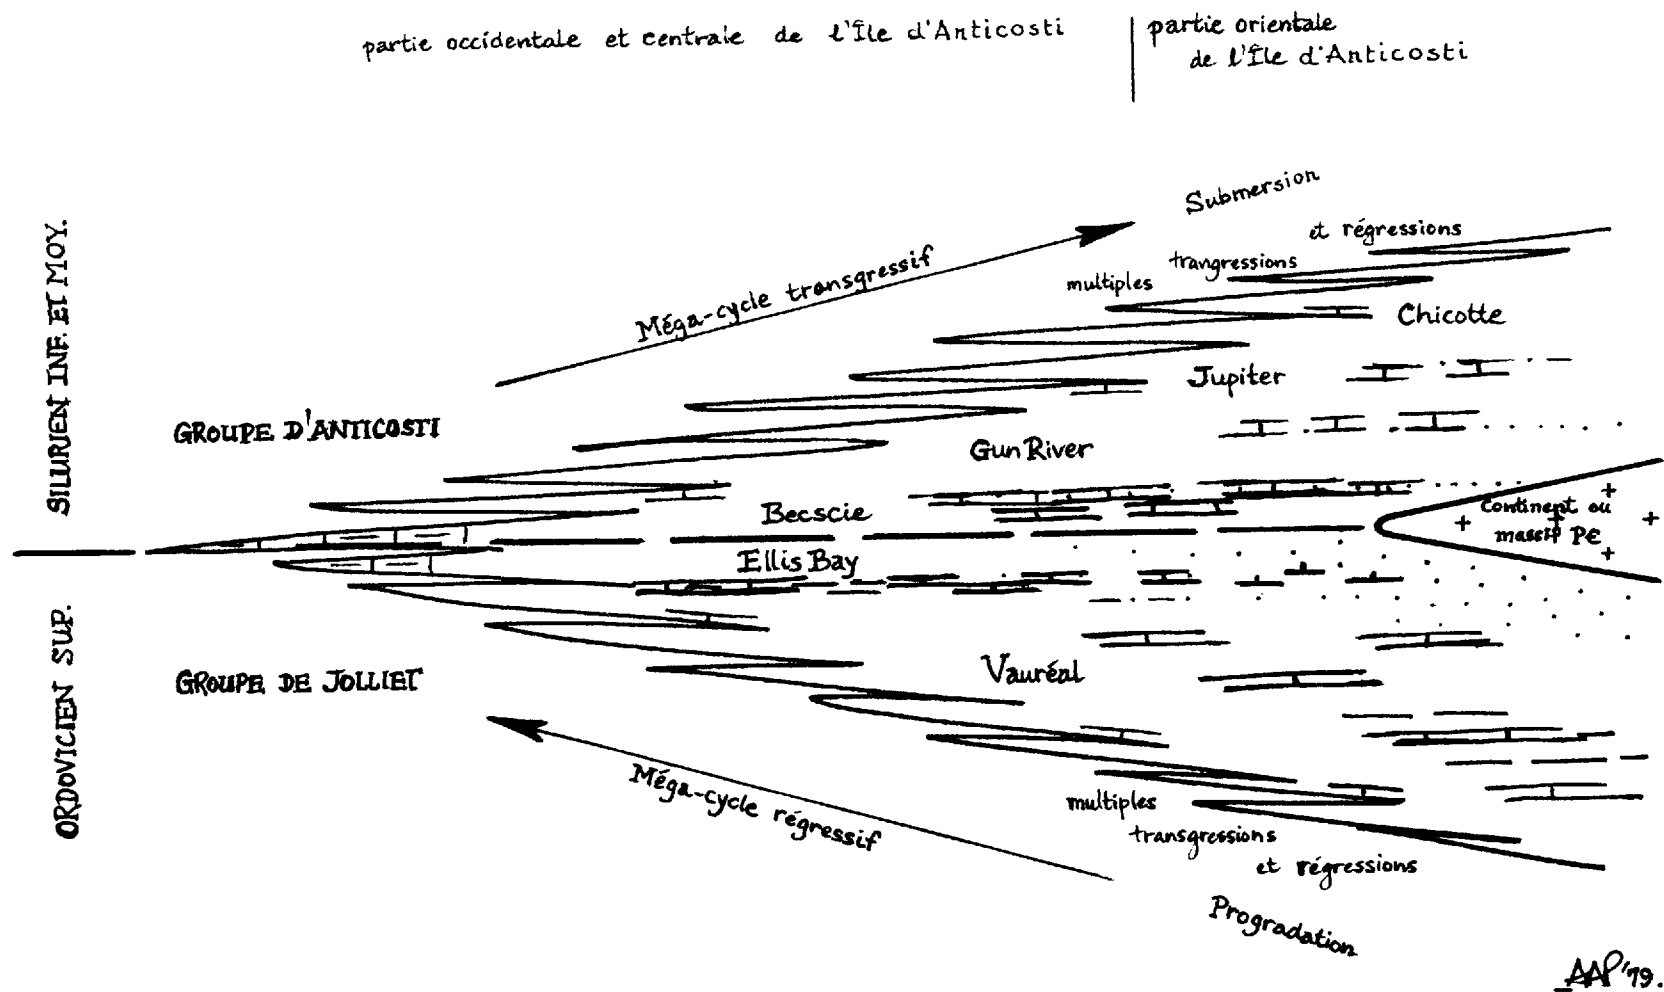 partie occidentale et centrale de l'Île d'Anticosti
partie orientale
de l'Île d'Anticosti
SILURIEN INF. ET MOY.
ORDOVICIEN SUP.
Submersion
Méga-cycle transgressif
multiples
trangressions
et régressions
Chicotte
Jupiter
GROUPE D'ANTICOSTI
Gun River
Becscie
Continent ou
massif P€
Ellis Bay
GROUPE DE JOLLIET
Vauréal
Méga-cycle régressif
multiples
transgressions
et régressions
Progradation
AAP '79.